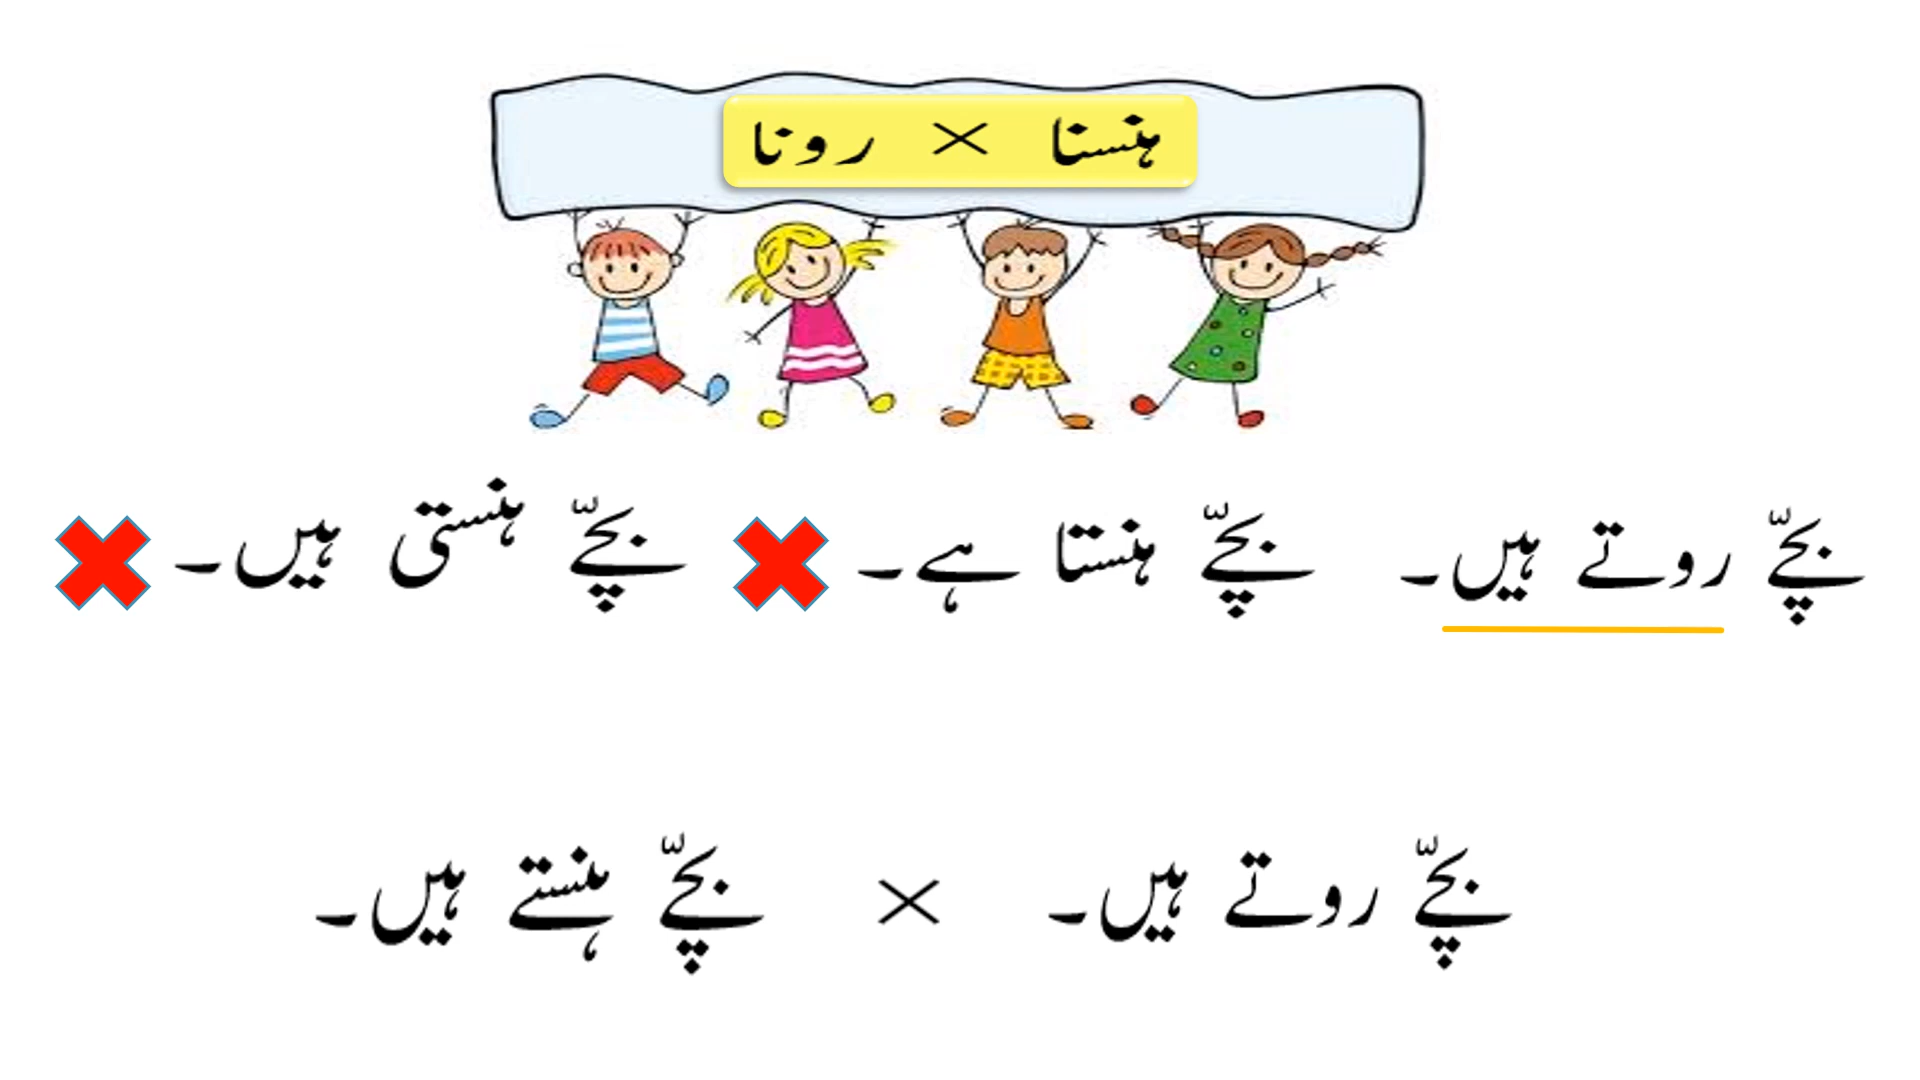 ہنسنا × رونا
بچّے روتے ہیں۔ بچّے ہنستا ہے۔ بچّے ہنستی ہیں۔
بچّے روتے ہیں۔ × بچّے ہنستے ہیں۔